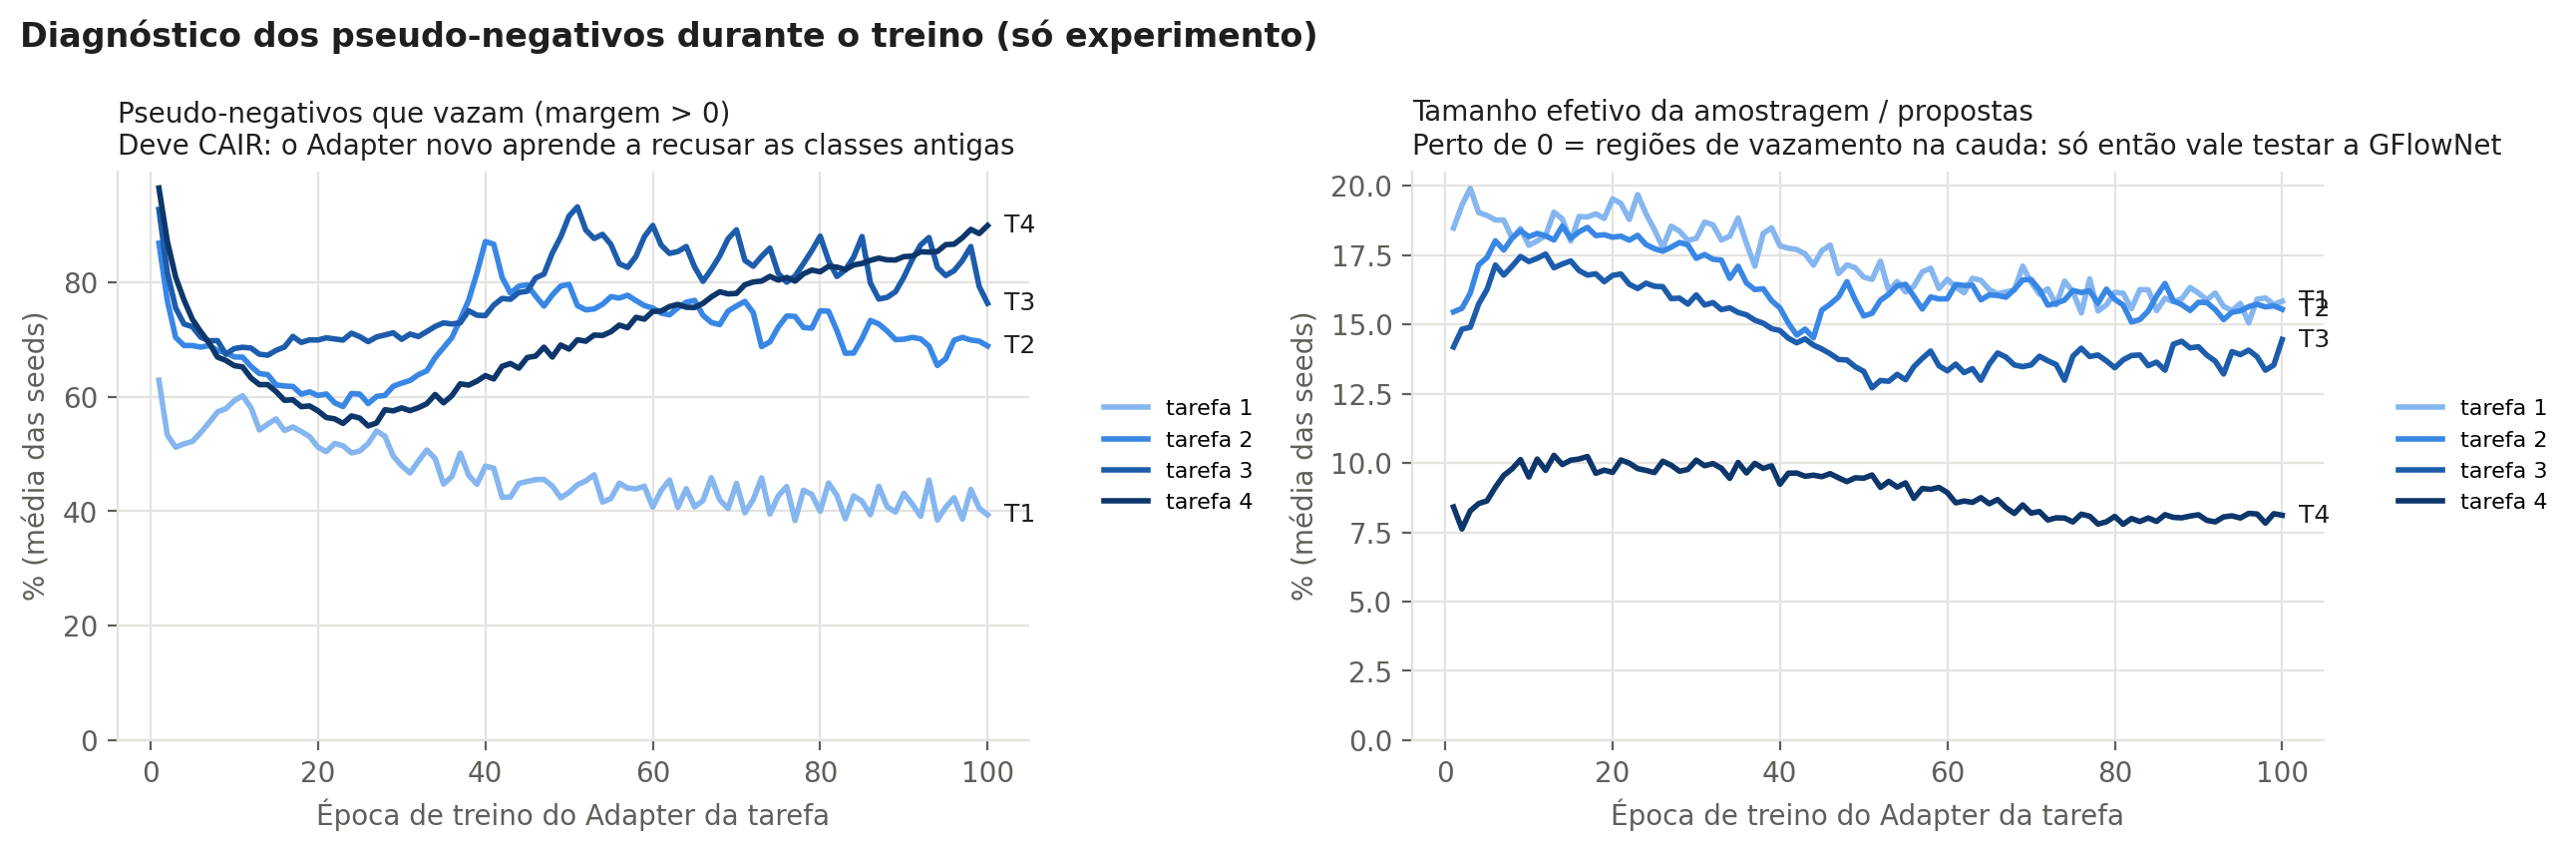 Diagnóstico dos pseudo-negativos durante o treino (só experimento)
Pseudo-negativos que vazam (margem > 0)
Deve CAIR: o Adapter novo aprende a recusar as classes antigas
% (média das seeds)
80
60
40
20
0
0 20 40 60 80 100
Época de treino do Adapter da tarefa
T4
T3
T2
T1
tarefa 1
tarefa 2
tarefa 3
tarefa 4
Tamanho efetivo da amostragem / propostas
Perto de 0 = regiões de vazamento na cauda: só então vale testar a GFlowNet
% (média das seeds)
20.0
17.5
15.0
12.5
10.0
7.5
5.0
2.5
0.0
0 20 40 60 80 100
Época de treino do Adapter da tarefa
T1
T2
T3
T4
tarefa 1
tarefa 2
tarefa 3
tarefa 4